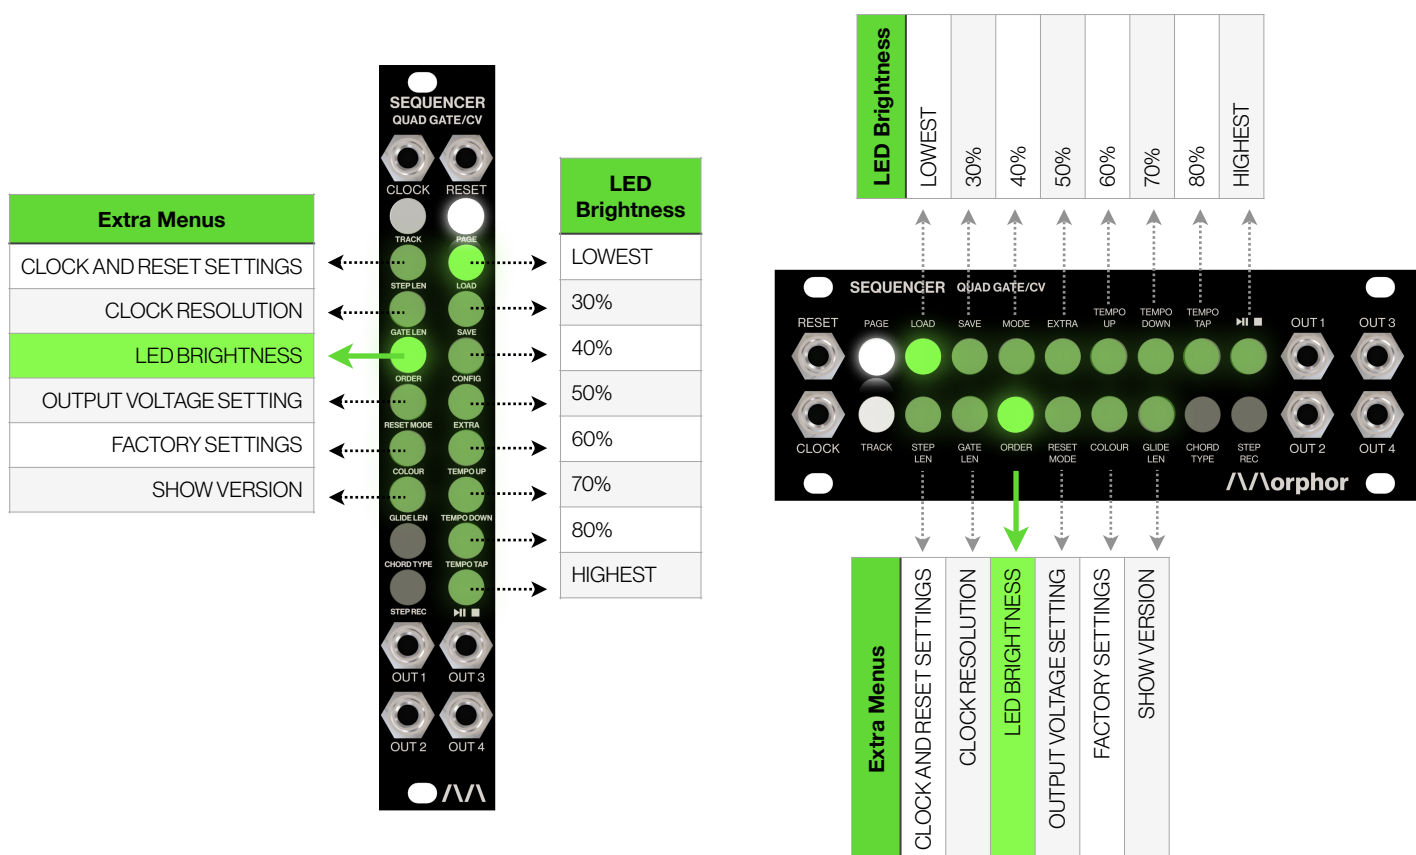 Extra Menus
CLOCK AND RESET SETTINGS
CLOCK RESOLUTION
LED BRIGHTNESS
OUTPUT VOLTAGE SETTING
FACTORY SETTINGS
SHOW VERSION
SEQUENCER
QUAD GATE/CV
CLOCK RESET
TRACK PAGE
STEP LEN LOAD
GATE LEN SAVE
ORDER CONFIG
RESET MODE EXTRA
COLOUR TEMPO UP
GLIDE LEN TEMPO DOWN
CHORD TYPE TEMPO TAP
STEP REC
OUT 1 OUT 3
OUT 2 OUT 4
LED
Brightness
LOWEST
30%
40%
50%
60%
70%
80%
HIGHEST
LED Brightness
LOWEST
30%
40%
50%
60%
70%
80%
HIGHEST
SEQUENCER QUAD GATE/CV
RESET
PAGE
LOAD
SAVE
MODE
EXTRA
TEMPO
UP
TEMPO
DOWN
TEMPO
TAP
OUT 1
OUT 3
CLOCK
TRACK
STEP
LEN
GATE
LEN
ORDER
RESET
MODE
COLOUR
GLIDE
LEN
CHORD
TYPE
STEP
REC
OUT 2
OUT 4
/\/\orphor
Extra Menus
CLOCK AND RESET SETTINGS
CLOCK RESOLUTION
LED BRIGHTNESS
OUTPUT VOLTAGE SETTING
FACTORY SETTINGS
SHOW VERSION